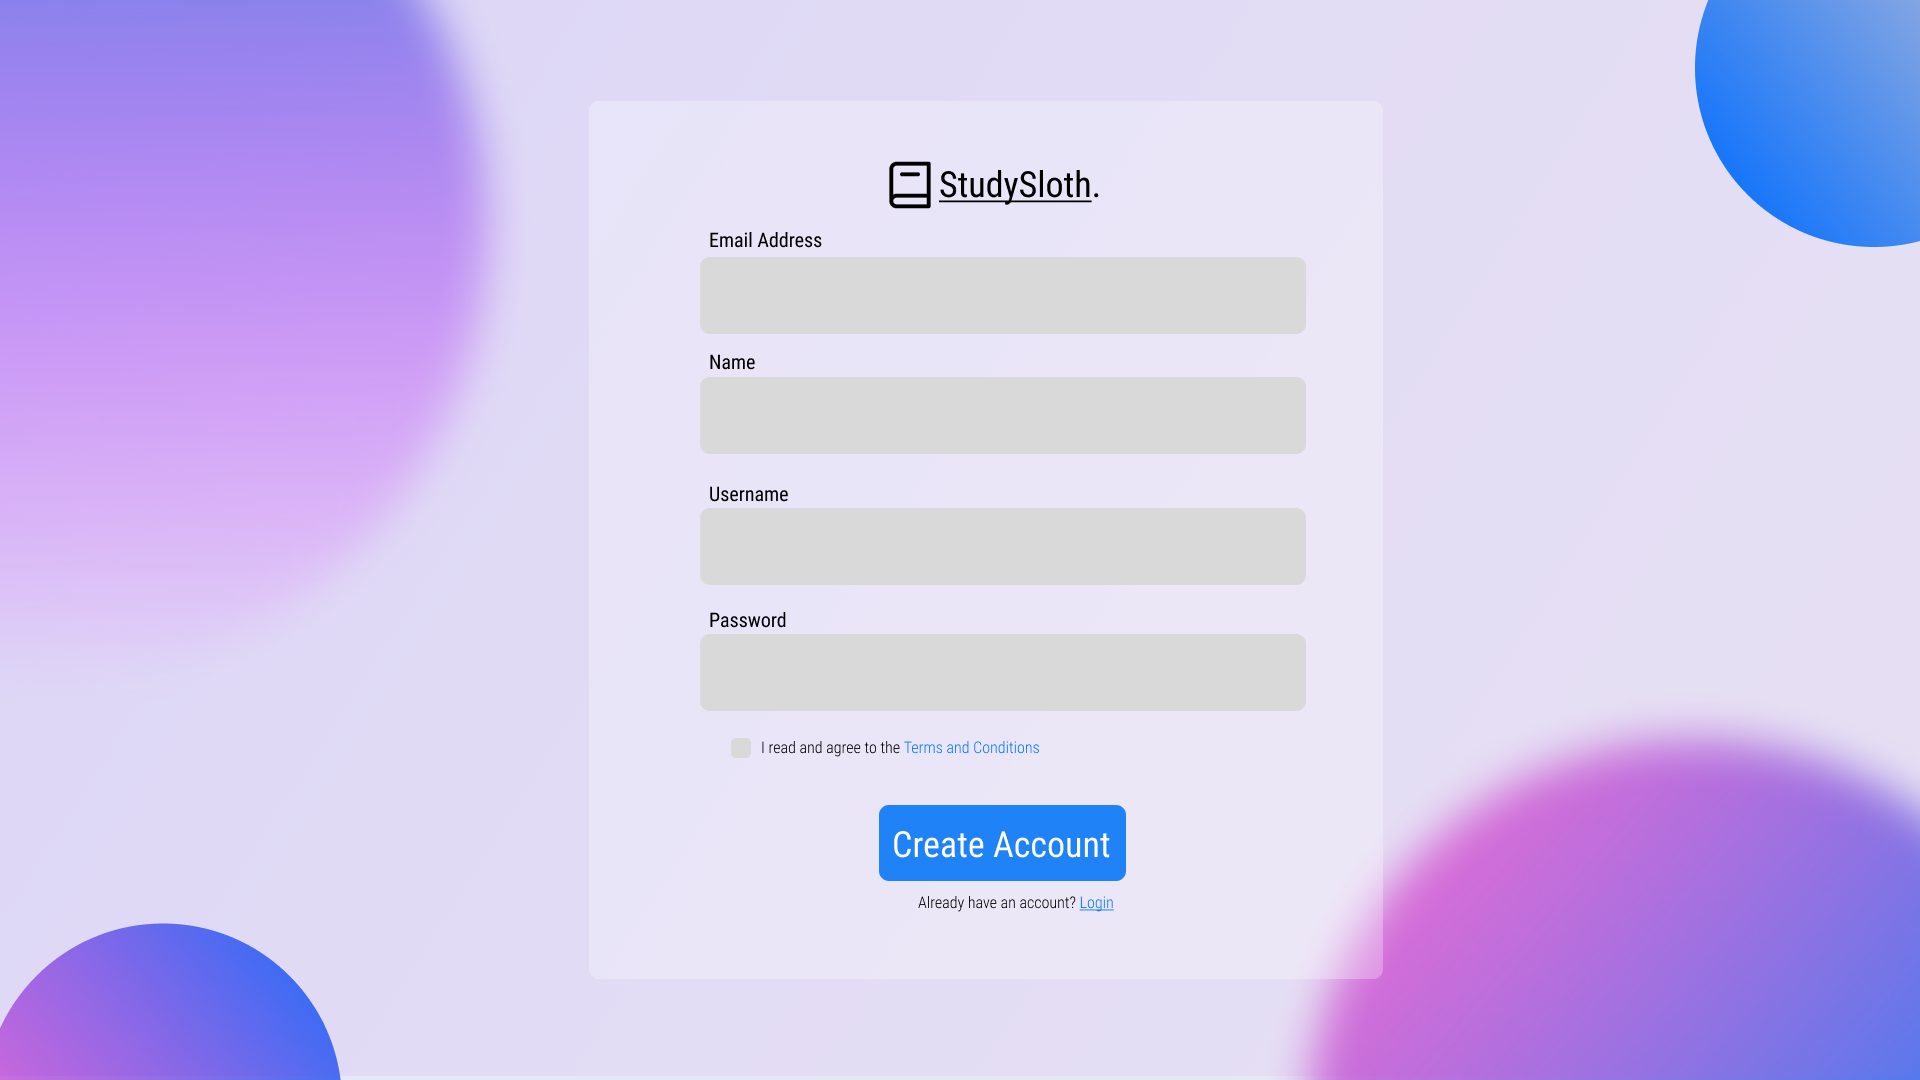 StudySloth.
Email Address
Name
Username
Password
I read and agree to the Terms and Conditions
Create Account
Already have an account? Login